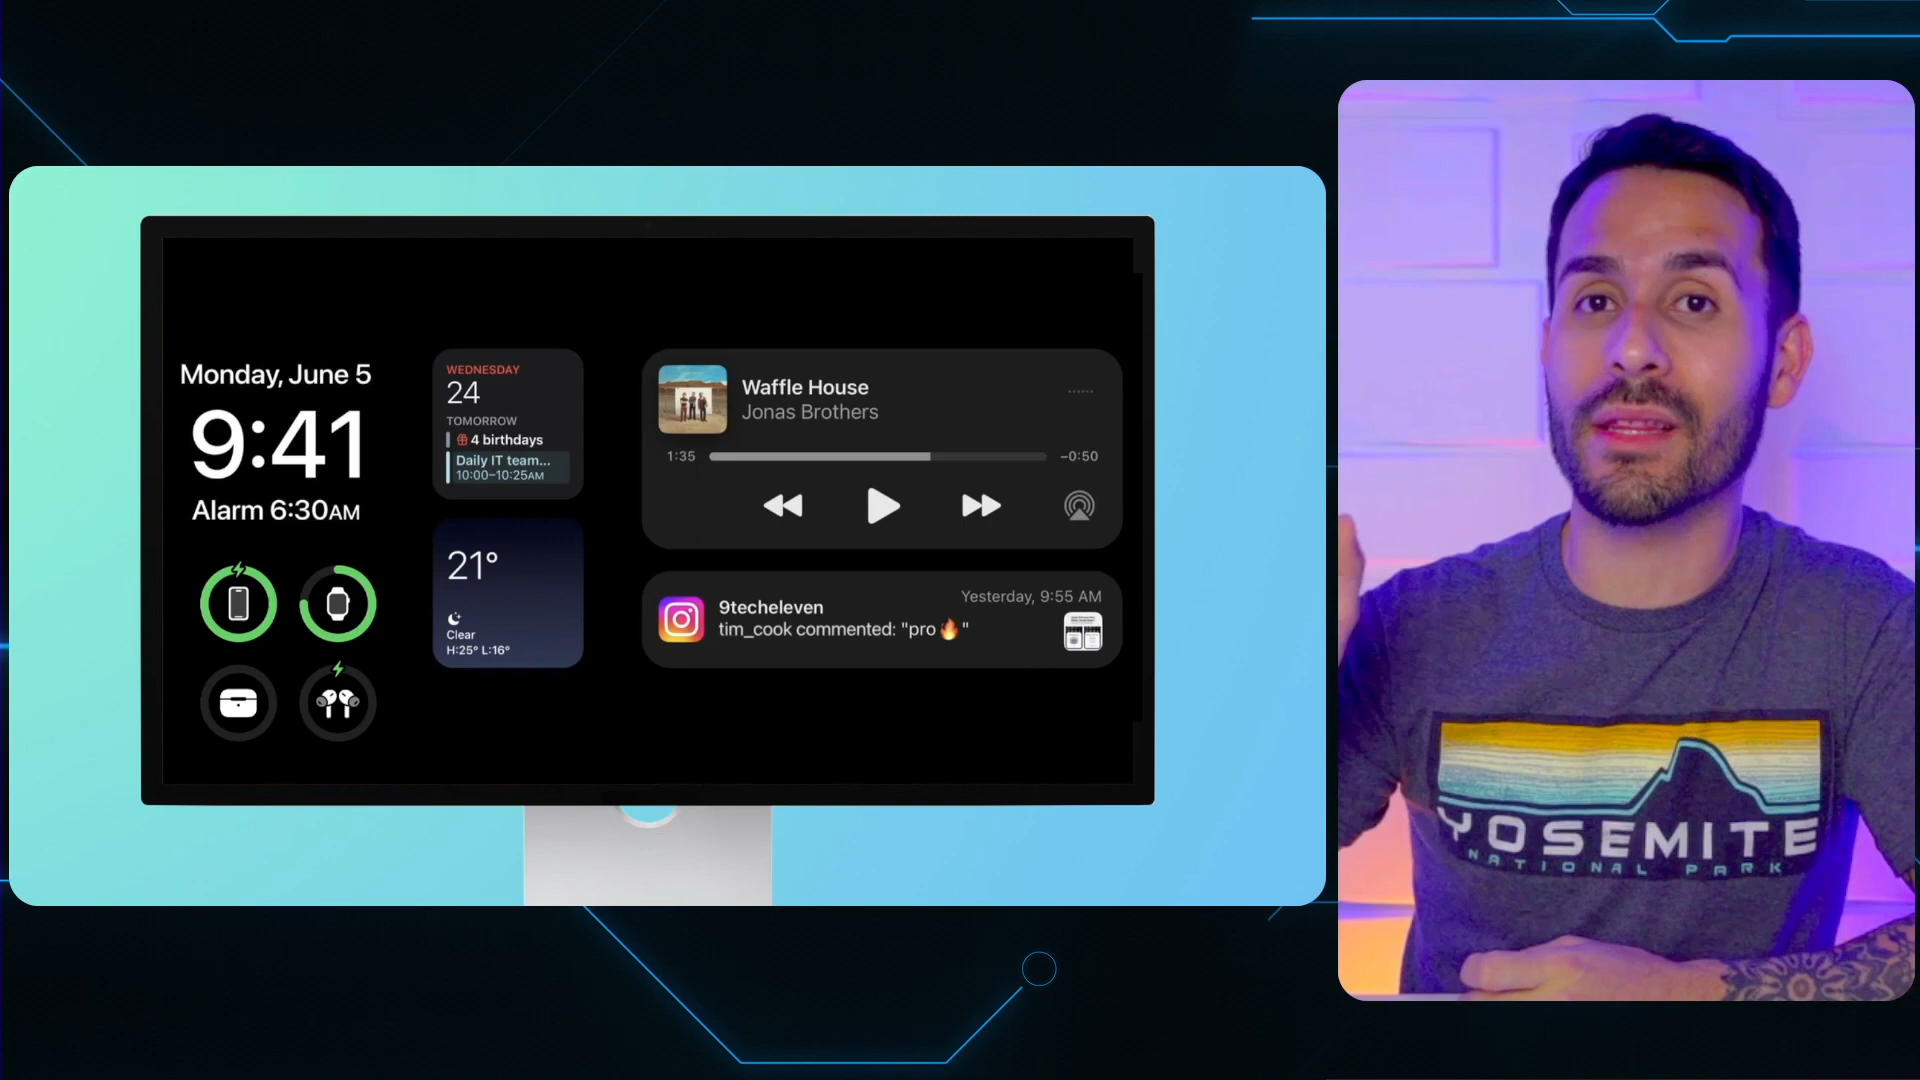 Monday, June 5
9:41
Alarm 6:30AM
WEDNESDAY
24
TOMORROW
4 birthdays
Daily IT team...
10:00–10:25AM
21°
Clear
H:25° L:16°
Waffle House
Jonas Brothers
1:35
−0:50
Yesterday, 9:55 AM
9techeleven
tim_cook commented: "pro🔥"
YOSEMITE
NATIONAL PARK